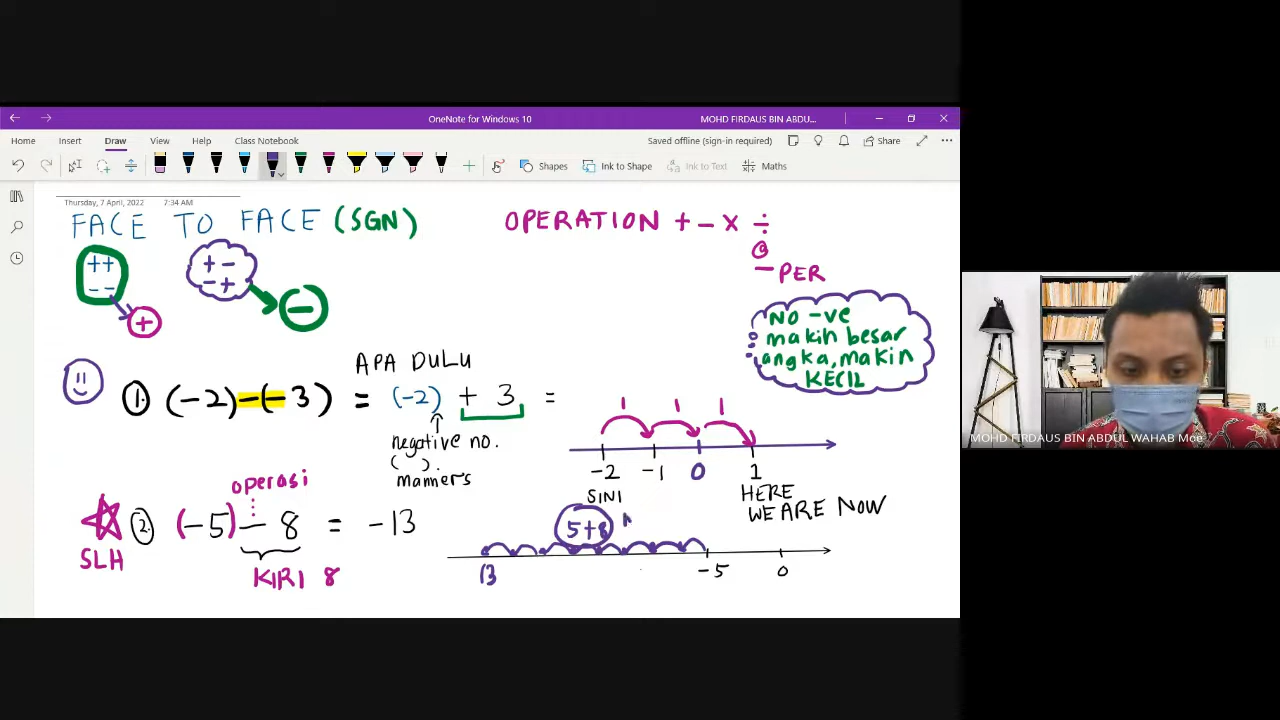 OneNote for Windows 10
MOHD FIRDAUS BIN ABDU...
Home Insert Draw View Help Class Notebook
Saved offline (sign-in required)
Share
Shapes
Ink to Shape
Ink to Text
Maths
Thursday, 7 April, 2022 7:34 AM
FACE TO FACE (SGN)
OPERATION + - × ÷
@
- PER
+ +
- -
+
+ -
- +
-
NO -ve
makin besar
angka, makin
KECIL
APA DULU
1. (-2)-(-3) = (-2) + 3 =
negative no.
( ).
manners
1 1 1
-2 -1 0 1
SINI
HERE
WE ARE NOW
operasi
2. (-5) - 8 = -13
SLH
KIRI 8
5+8
13 -5 0
MOHD FIRDAUS BIN ABDUL WAHAB Moe